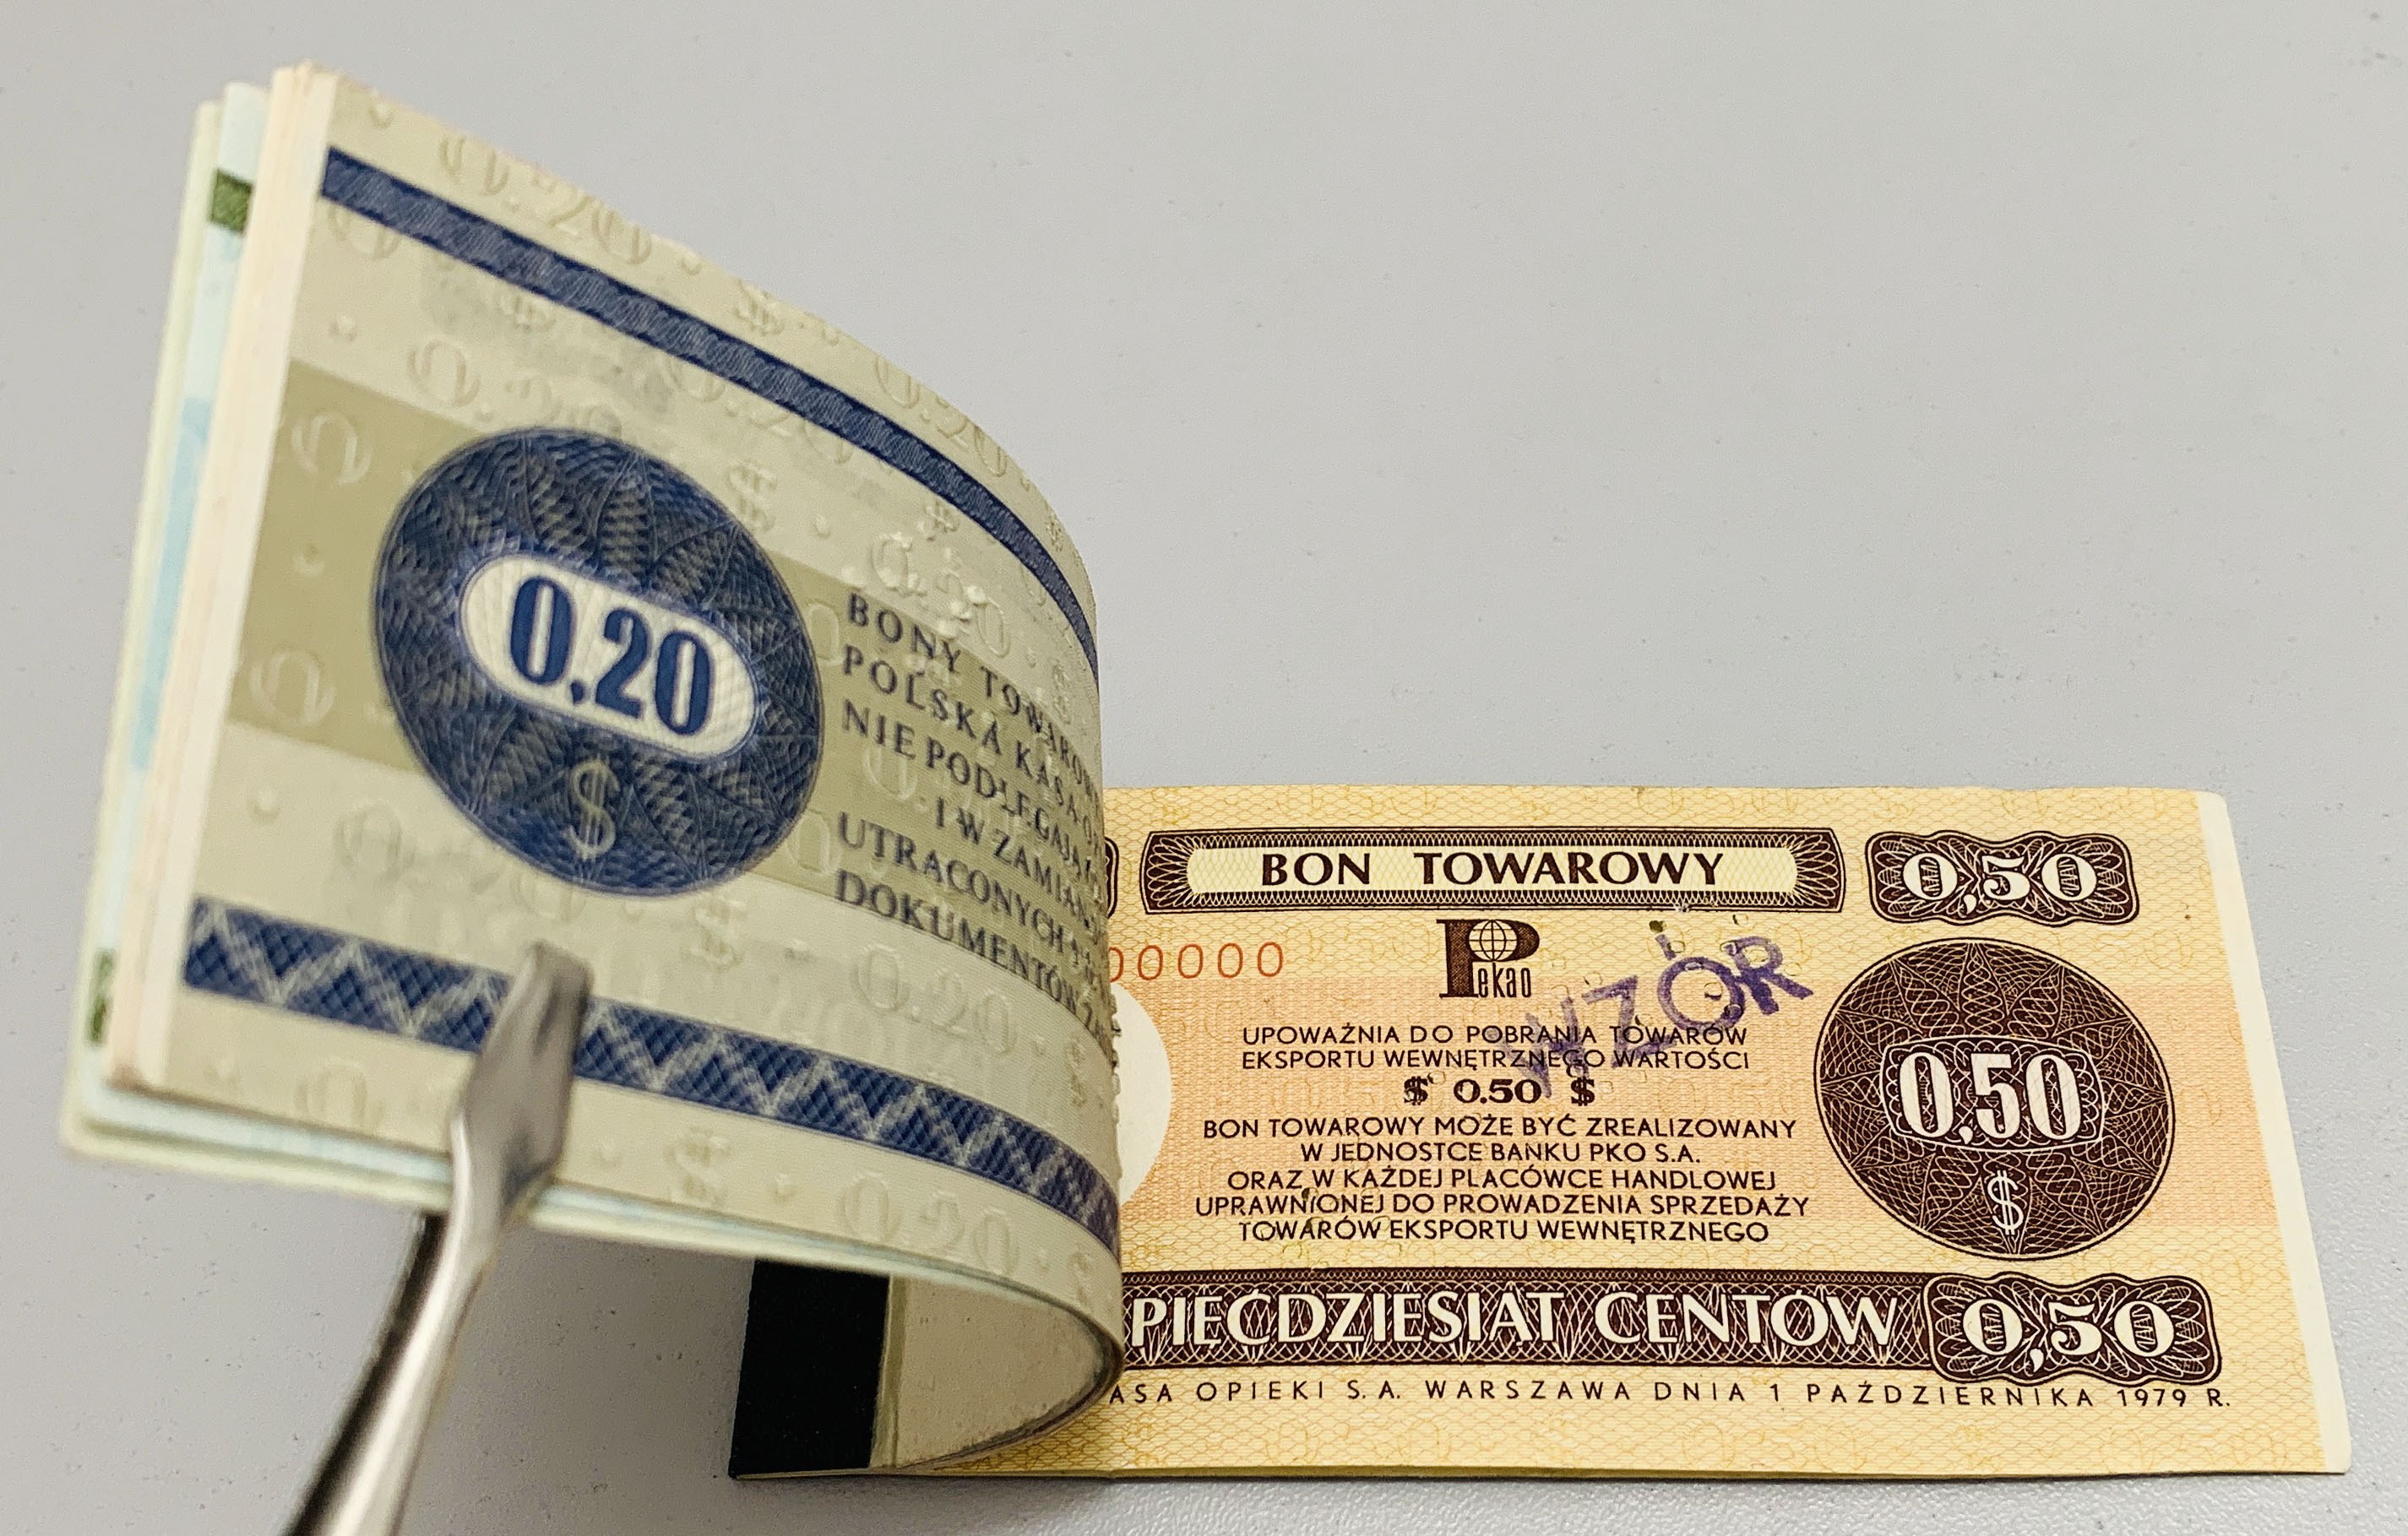 0,20
$
BONY TOWAROW
POLSKA KASA O
NIE PODLEGAJĄ
I W ZAMIAN
UTRACONYCH
DOKUMENTÓW
BON TOWAROWY
0,50
00000
Pekao
WZÓR
UPOWAŻNIA DO POBRANIA TOWARÓW
EKSPORTU WEWNĘTRZNEGO WARTOŚCI
$ 0.50 $
BON TOWAROWY MOŻE BYĆ ZREALIZOWANY
W JEDNOSTCE BANKU PKO S.A.
ORAZ W KAŻDEJ PLACÓWCE HANDLOWEJ
UPRAWNIONEJ DO PROWADZENIA SPRZEDAŻY
TOWARÓW EKSPORTU WEWNĘTRZNEGO
0,50
$
PIĘĆDZIESIĄT CENTÓW
0,50
ASA OPIEKI S.A. WARSZAWA DNIA 1 PAŹDZIERNIKA 1979 R.